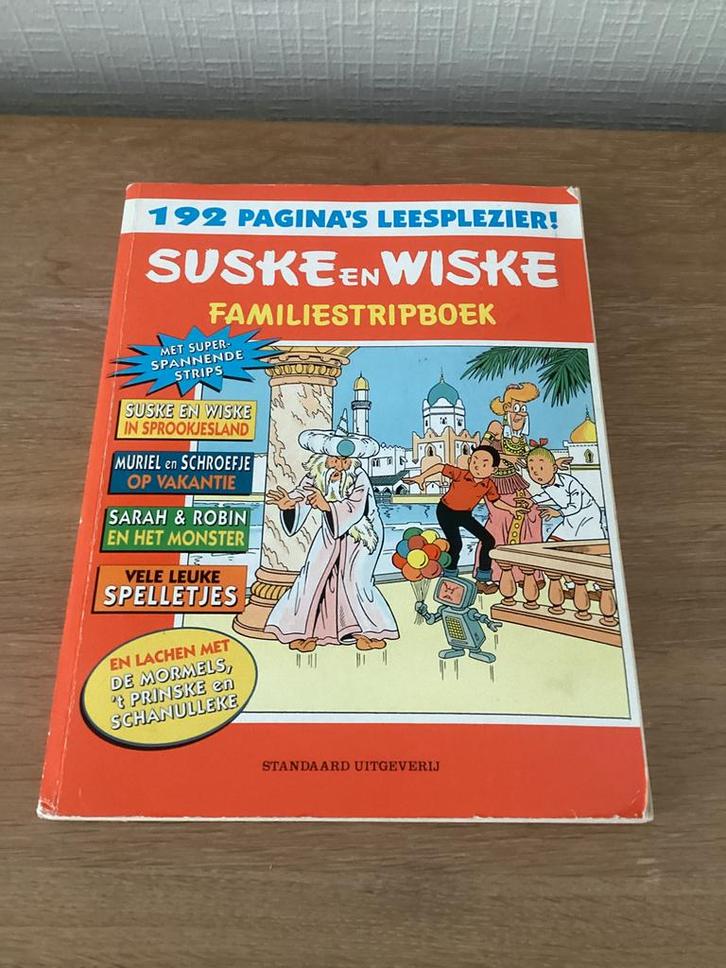 192 PAGINA'S LEESPLEZIER!
SUSKE EN WISKE
FAMILIESTRIPBOEK
MET SUPER-
SPANNENDE
STRIPS
SUSKE EN WISKE
IN SPROOKJESLAND
MURIEL en SCHROEFJE
OP VAKANTIE
SARAH & ROBIN
EN HET MONSTER
VELE LEUKE
SPELLETJES
EN LACHEN MET
DE MORMELS,
't PRINSKE en
SCHANULLEKE
STANDAARD UITGEVERIJ